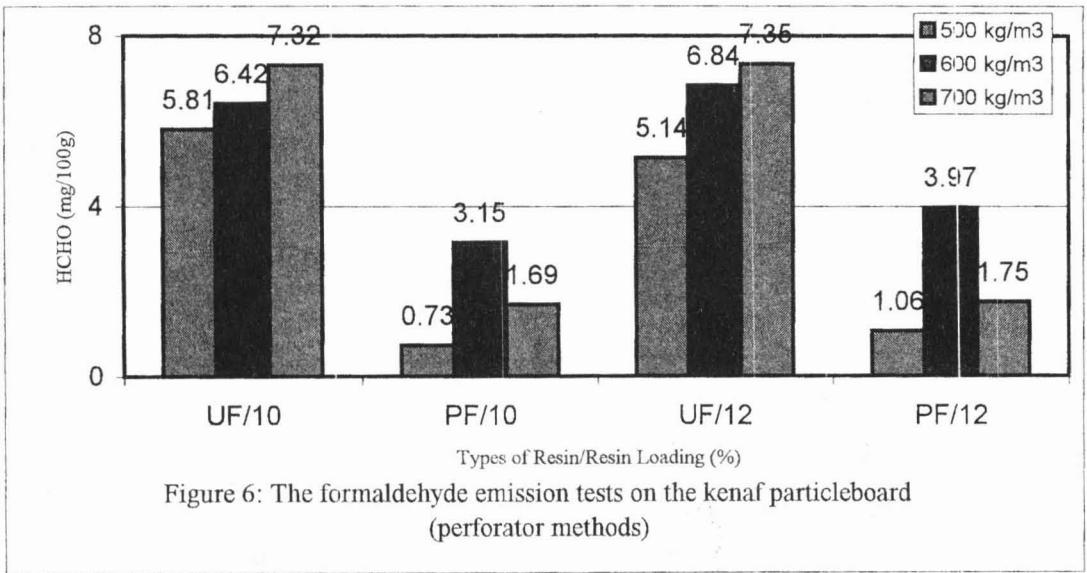 8
4
0
HCHO (mg/100g)
5.81
6.42
7.32
0.73
3.15
1.69
5.14
6.84
7.35
1.06
3.97
1.75
500 kg/m3
600 kg/m3
700 kg/m3
UF/10 PF/10 UF/12 PF/12
Types of Resin/Resin Loading (%)
Figure 6: The formaldehyde emission tests on the kenaf particleboard
(perforator methods)